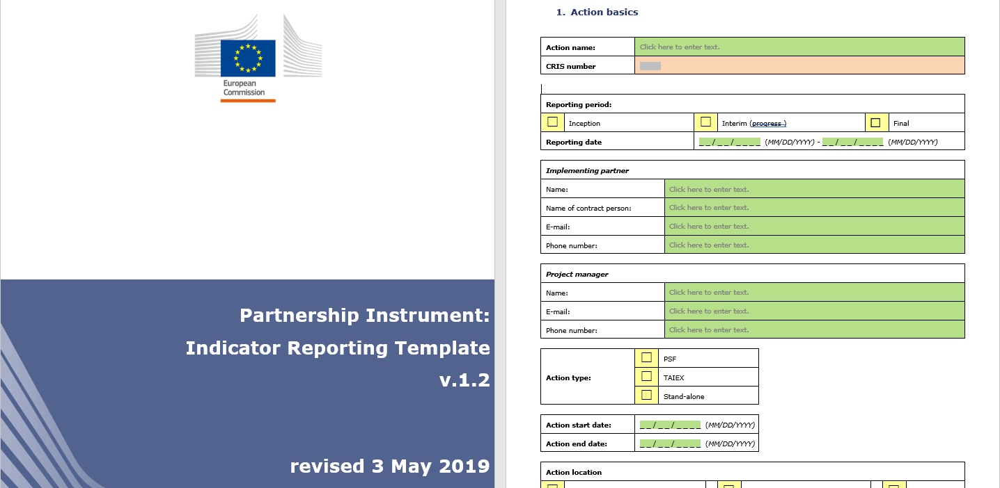 European
Commission
Partnership Instrument:
Indicator Reporting Template
v.1.2
revised 3 May 2019
1. Action basics
Action name: Click here to enter text.
CRIS number
Reporting period:
☐ Inception ☐ Interim (progress ) ☐ Final
Reporting date _ _ / _ _ / _ _ _ _ (MM/DD/YYYY) - _ _ / _ _ / _ _ _ _ (MM/DD/YYYY)
Implementing partner
Name: Click here to enter text.
Name of contract person: Click here to enter text.
E-mail: Click here to enter text.
Phone number: Click here to enter text.
Project manager
Name: Click here to enter text.
E-mail: Click here to enter text.
Phone number: Click here to enter text.
☐ PSF
Action type: ☐ TAIEX
☐ Stand-alone
Action start date: _ _ / _ _ / _ _ _ _ (MM/DD/YYYY)
Action end date: _ _ / _ _ / _ _ _ _ (MM/DD/YYYY)
Action location